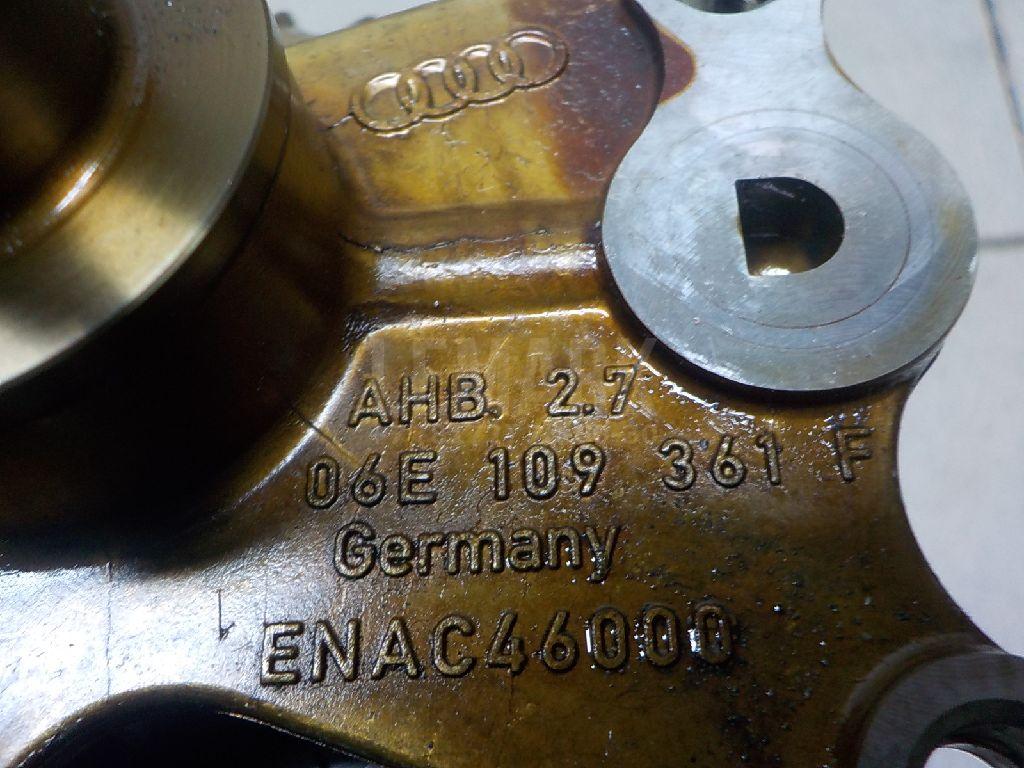 AHB. 2.7
06E 109 361 F
Germany
ENAC46000